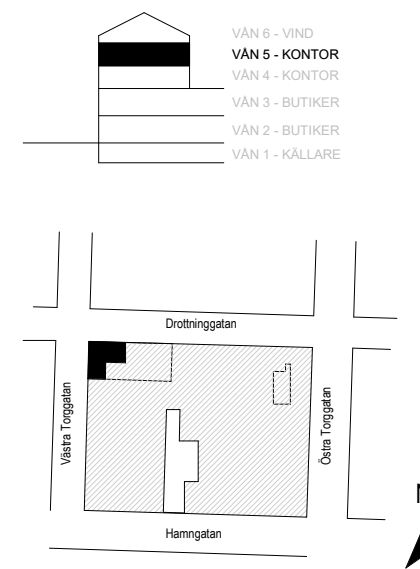 VÅN 6 - VIND
VÅN 5 - KONTOR
VÅN 4 - KONTOR
VÅN 3 - BUTIKER
VÅN 2 - BUTIKER
VÅN 1 - KÄLLARE
Drottninggatan
Västra Torggatan
Östra Torggatan
Hamngatan